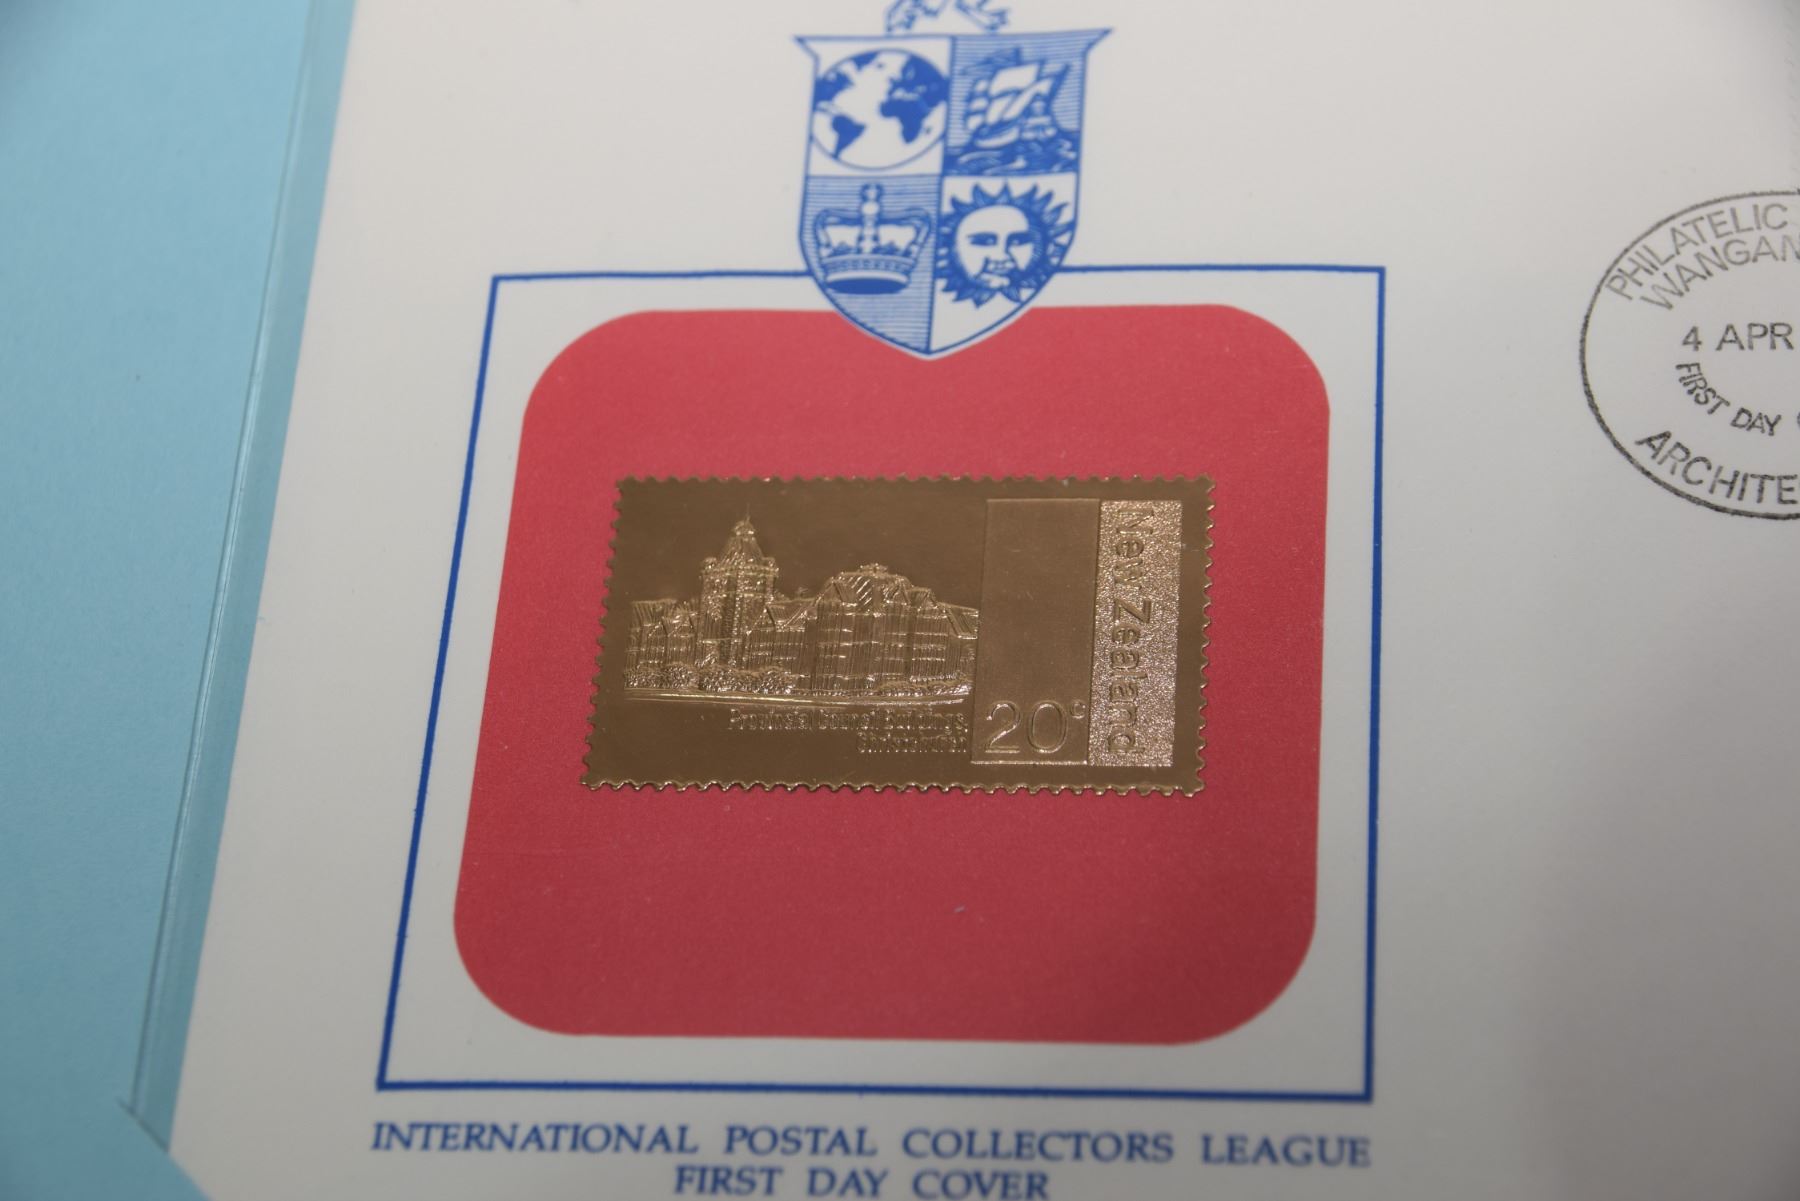 PHILATELIC
WANGAN
4 APR
FIRST DAY
ARCHITE
New Zealand
20c
Provincial Council Buildings,
Christchurch
INTERNATIONAL POSTAL COLLECTORS LEAGUE
FIRST DAY COVER